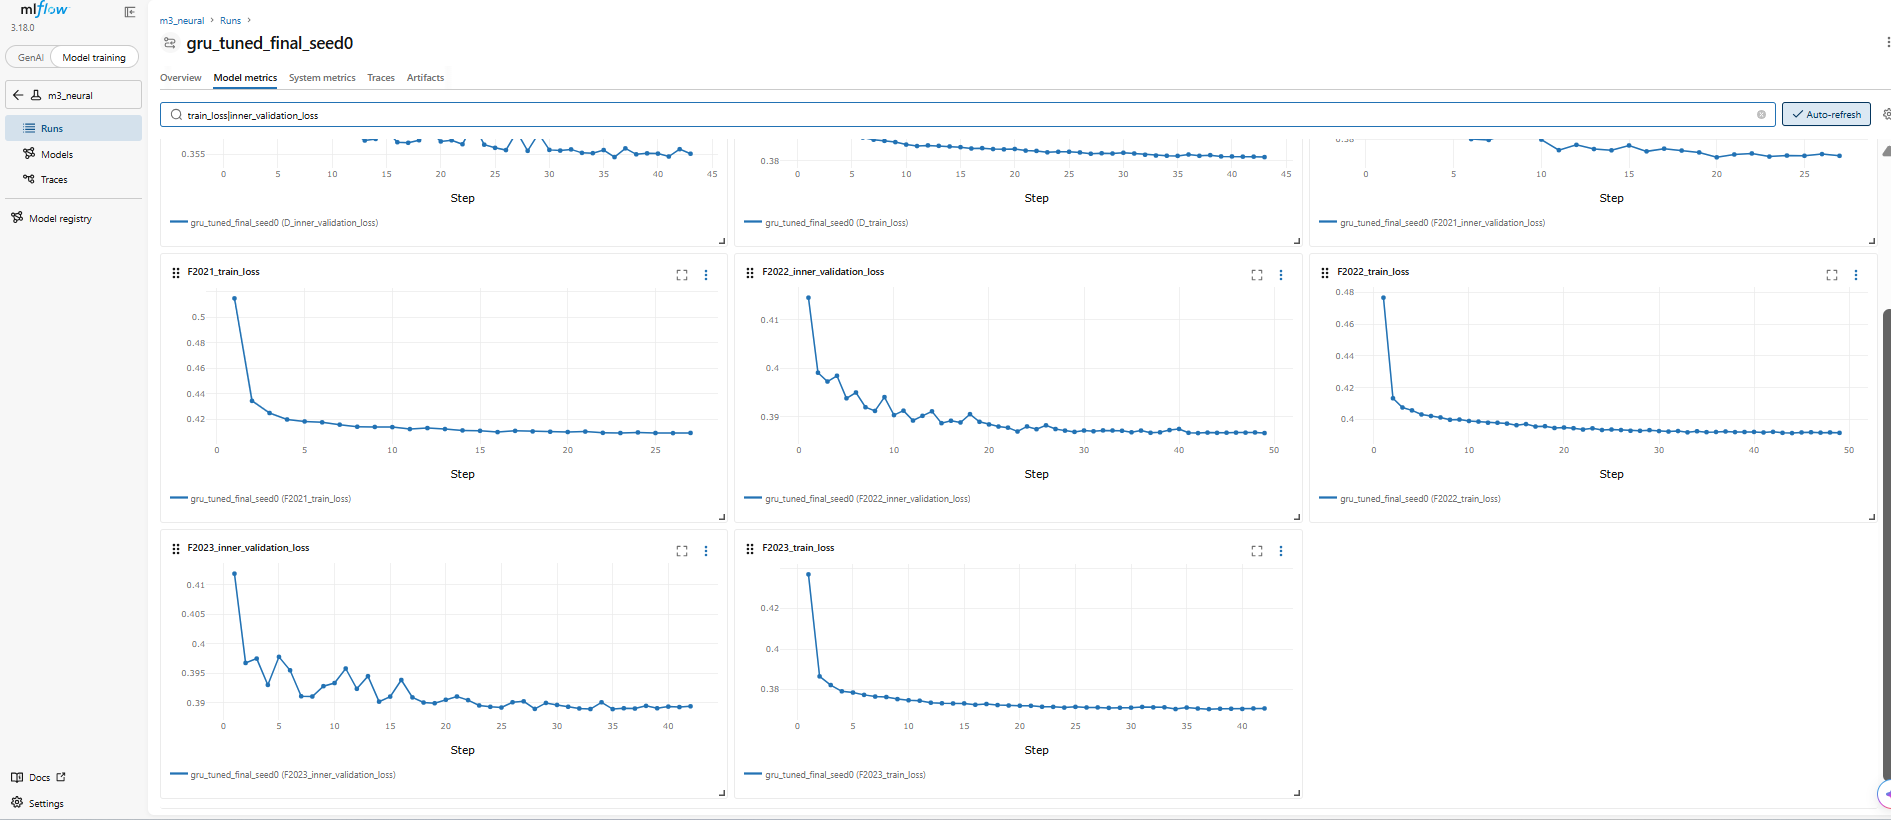 mlflow
3.18.0
GenAI
Model training
m3_neural
Runs
Models
Traces
Model registry
Docs
Settings
m3_neural > Runs >
gru_tuned_final_seed0
Overview Model metrics System metrics Traces Artifacts
train_loss|inner_validation_loss
Auto-refresh
0.355
0 5 10 15 20 25 30 35 40 45
Step
gru_tuned_final_seed0 (D_inner_validation_loss)
0.38
0 5 10 15 20 25 30 35 40 45
Step
gru_tuned_final_seed0 (D_train_loss)
0.38
0 5 10 15 20 25
Step
gru_tuned_final_seed0 (F2021_inner_validation_loss)
F2021_train_loss
0.5
0.48
0.46
0.44
0.42
0 5 10 15 20 25
Step
gru_tuned_final_seed0 (F2021_train_loss)
F2022_inner_validation_loss
0.41
0.4
0.39
0 10 20 30 40 50
Step
gru_tuned_final_seed0 (F2022_inner_validation_loss)
F2022_train_loss
0.48
0.46
0.44
0.42
0.4
0 10 20 30 40 50
Step
gru_tuned_final_seed0 (F2022_train_loss)
F2023_inner_validation_loss
0.41
0.405
0.4
0.395
0.39
0 5 10 15 20 25 30 35 40
Step
gru_tuned_final_seed0 (F2023_inner_validation_loss)
F2023_train_loss
0.42
0.4
0.38
0 5 10 15 20 25 30 35 40
Step
gru_tuned_final_seed0 (F2023_train_loss)